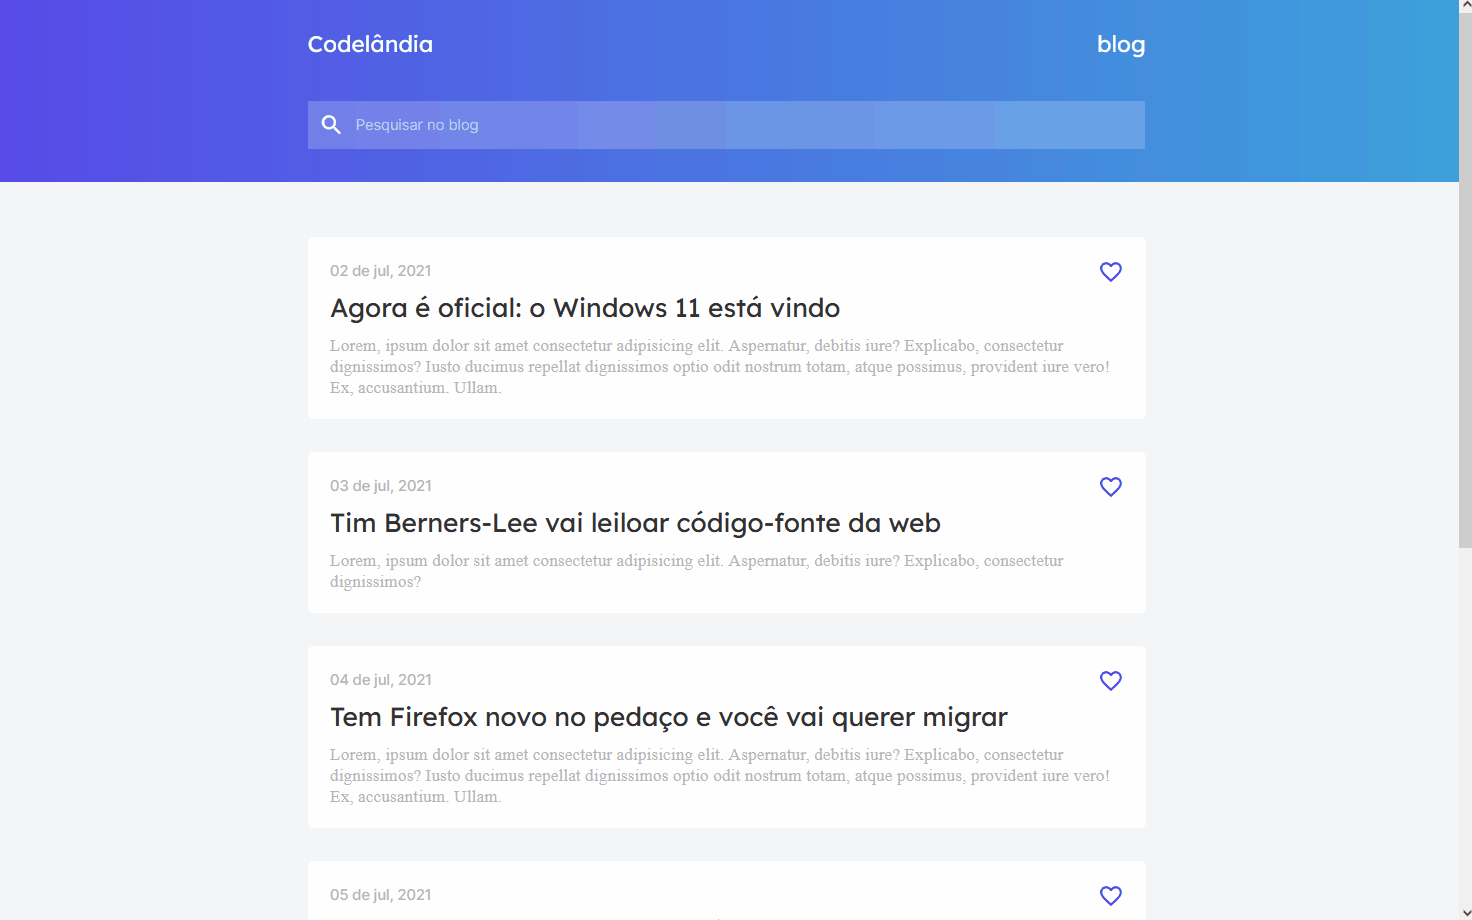 Codelândia
blog
Pesquisar no blog
02 de jul, 2021
Agora é oficial: o Windows 11 está vindo
Lorem, ipsum dolor sit amet consectetur adipisicing elit. Aspernatur, debitis iure? Explicabo, consectetur
dignissimos? Iusto ducimus repellat dignissimos optio odit nostrum totam, atque possimus, provident iure vero!
Ex, accusantium. Ullam.
03 de jul, 2021
Tim Berners-Lee vai leiloar código-fonte da web
Lorem, ipsum dolor sit amet consectetur adipisicing elit. Aspernatur, debitis iure? Explicabo, consectetur
dignissimos?
04 de jul, 2021
Tem Firefox novo no pedaço e você vai querer migrar
Lorem, ipsum dolor sit amet consectetur adipisicing elit. Aspernatur, debitis iure? Explicabo, consectetur
dignissimos? Iusto ducimus repellat dignissimos optio odit nostrum totam, atque possimus, provident iure vero!
Ex, accusantium. Ullam.
05 de jul, 2021